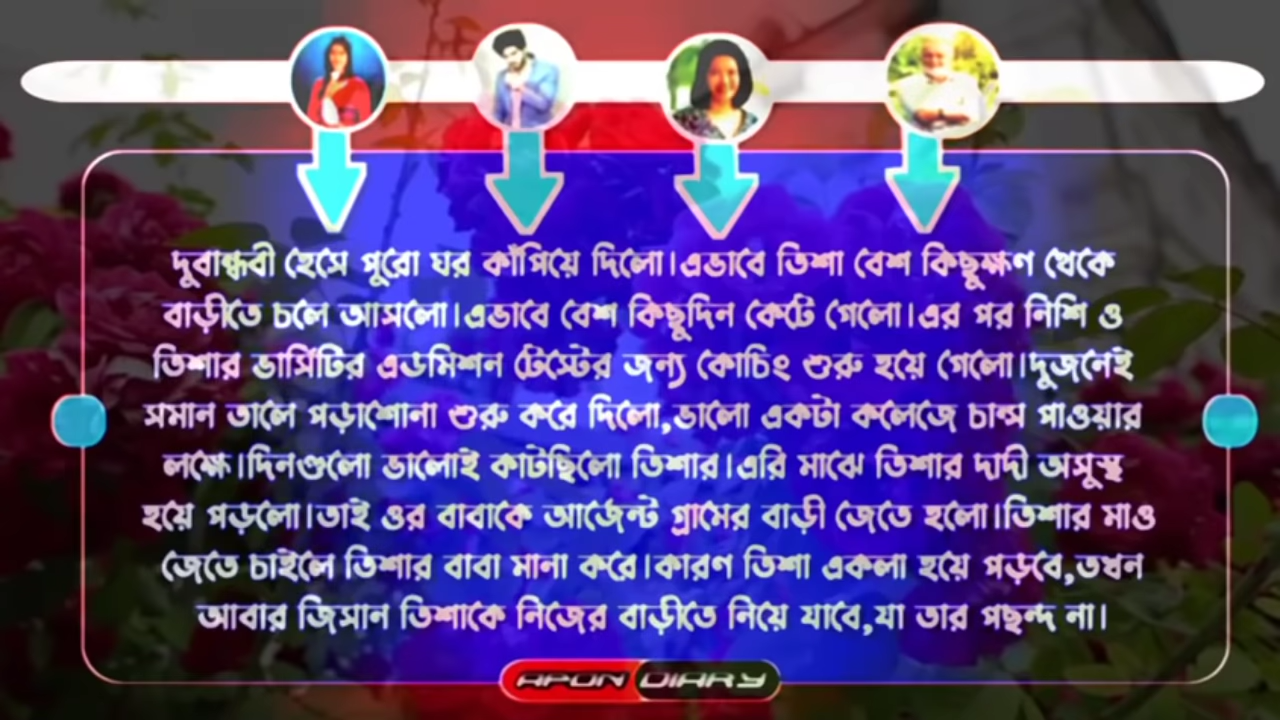 দুবান্ধবী হেসে পুরো ঘর কাঁপিয়ে দিলো।এভাবে তিশা বেশ কিছুক্ষণ থেকে
বাড়ীতে চলে আসলো।এভাবে বেশ কিছুদিন কেটে গেলো।এর পর নিশি ও
তিশার ভার্সিটির এডমিশন টেস্টের জন্য কোচিং শুরু হয়ে গেলো।দুজনেই
সমান তালে পড়াশোনা শুরু করে দিলো,ভালো একটা কলেজে চান্স পাওয়ার
লক্ষে।দিনগুলো ভালোই কাটছিলো তিশার।এরি মাঝে তিশার দাদী অসুস্থ
হয়ে পড়লো।তাই ওর বাবাকে আর্জেন্ট গ্রামের বাড়ী জেতে হলো।তিশার মাও
জেতে চাইলে তিশার বাবা মানা করে।কারণ তিশা একলা হয়ে পড়বে,তখন
আবার জিসান তিশাকে নিজের বাড়ীতে নিয়ে যাবে,যা তার পছন্দ না।
APON DIARY